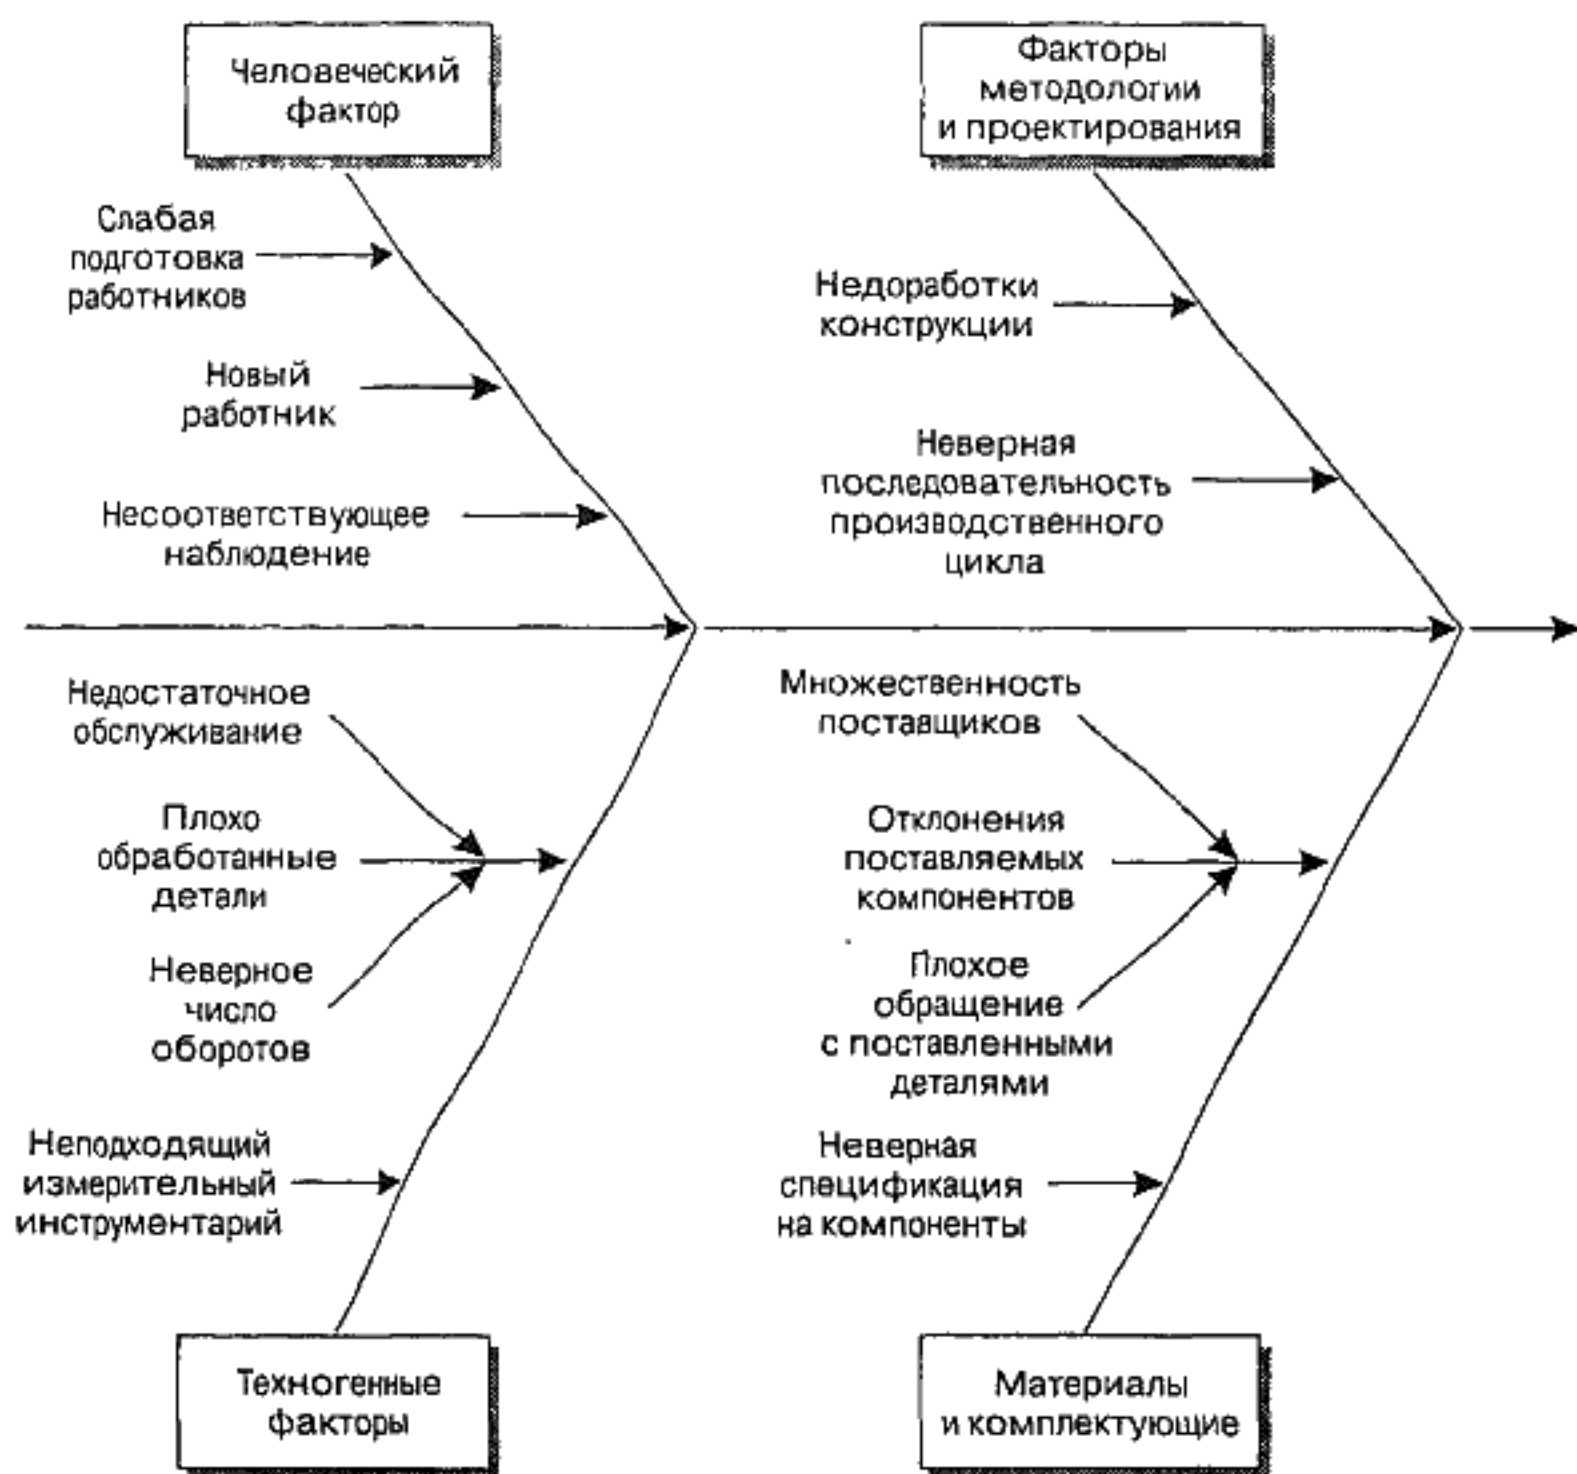 Человеческий
фактор
Факторы
методологии
и проектирования
Слабая
подготовка
работников
Новый
работник
Несоответствующее
наблюдение
Недоработки
конструкции
Неверная
последовательность
производственного
цикла
Недостаточное
обслуживание
Плохо
обработанные
детали
Неверное
число
оборотов
Неподходящий
измерительный
инструментарий
Множественность
поставщиков
Отклонения
поставляемых
компонентов
Плохое
обращение
с поставленными
деталями
Неверная
спецификация
на компоненты
Техногенные
факторы
Материалы
и комплектующие